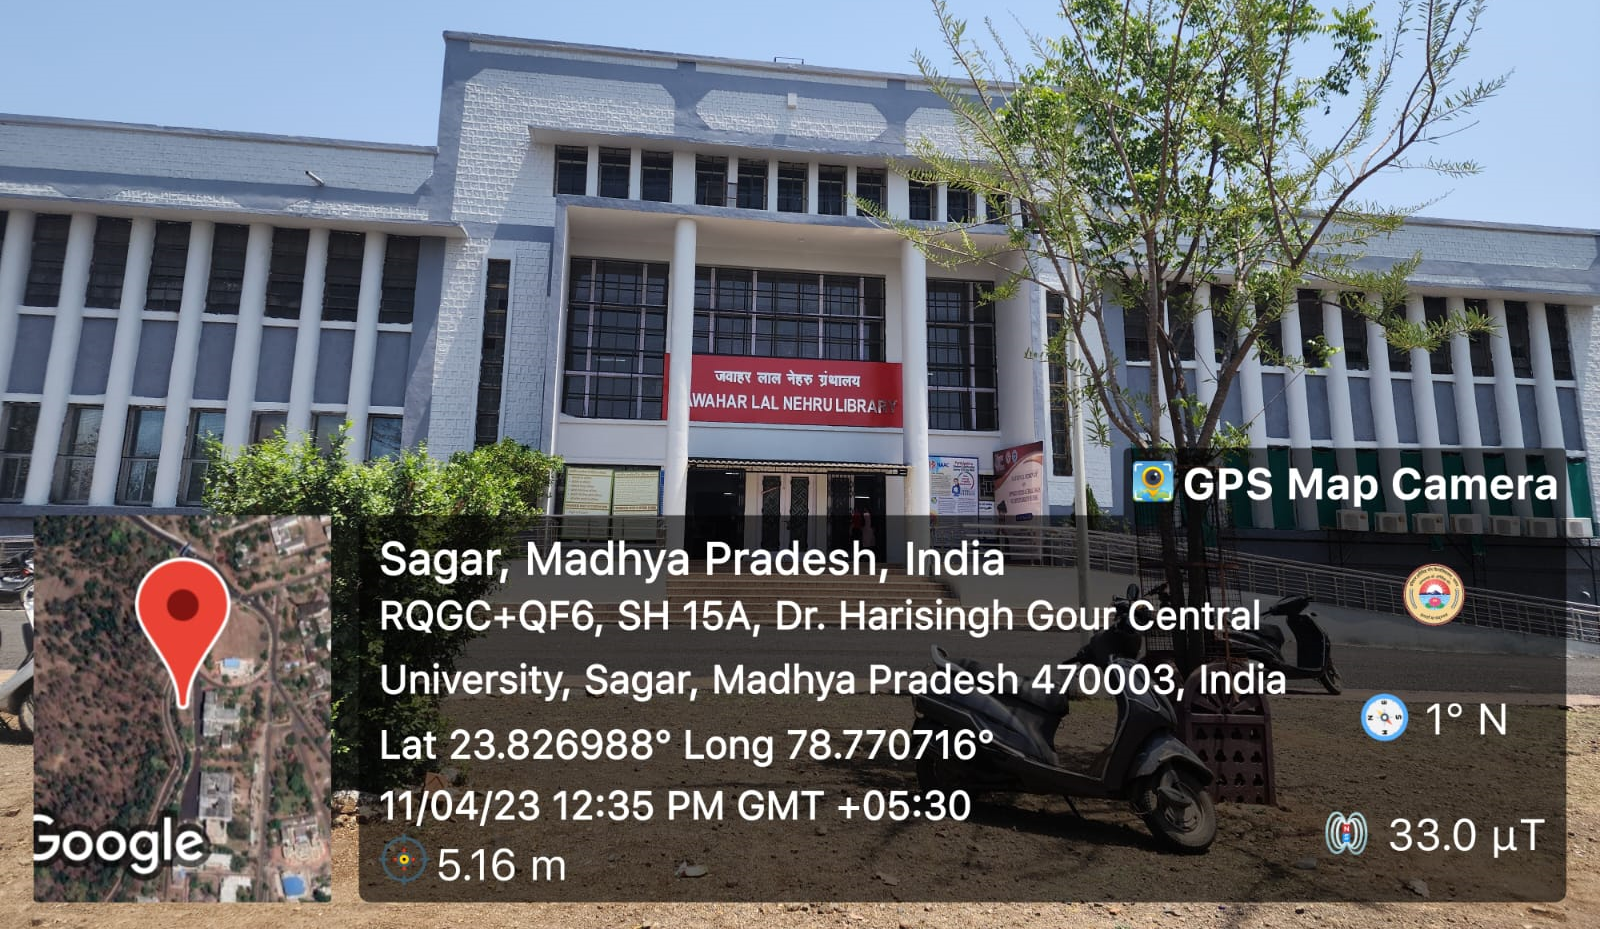 जवाहर लाल नेहरु ग्रंथालय
AWAHAR LAL NEHRU LIBRARY
NAAC
GPS Map Camera
Sagar, Madhya Pradesh, India
RQGC+QF6, SH 15A, Dr. Harisingh Gour Central
University, Sagar, Madhya Pradesh 470003, India
Lat 23.826988° Long 78.770716°
11/04/23 12:35 PM GMT +05:30
5.16 m
1° N
33.0 µT
Google